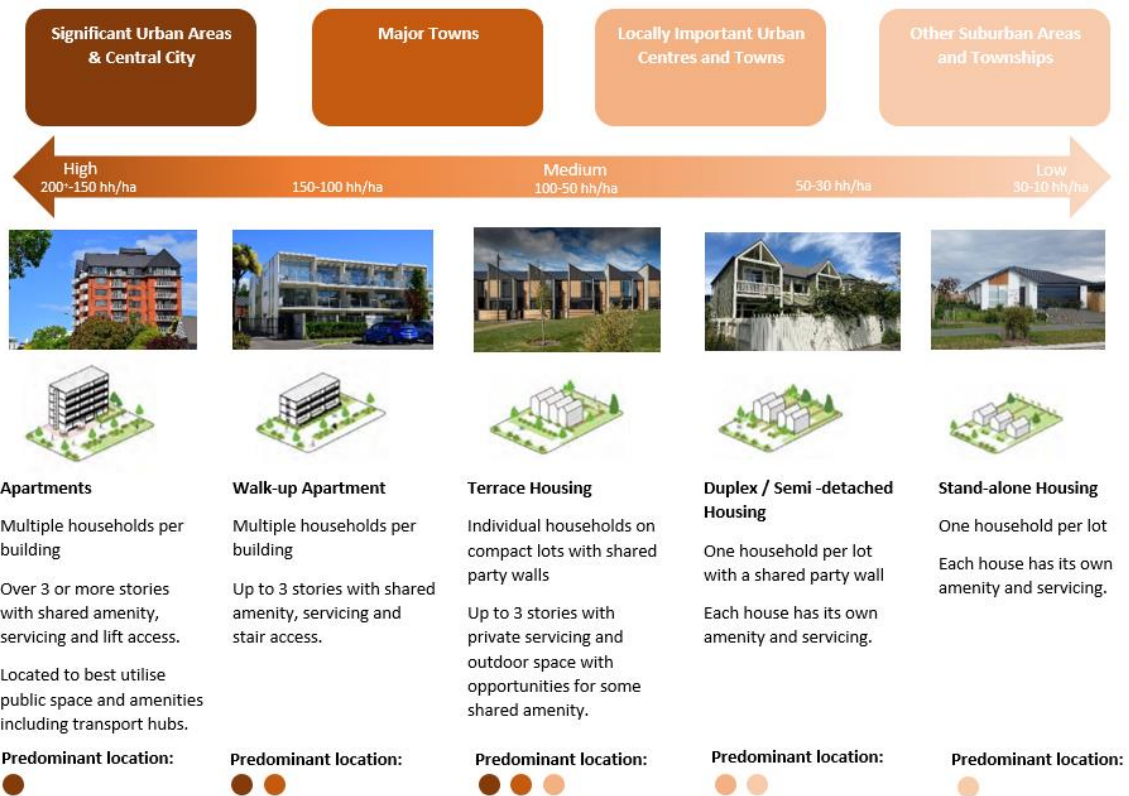 Significant Urban Areas
& Central City
Major Towns
Locally Important Urban
Centres and Towns
Other Suburban Areas
and Townships
High
200+-150 hh/ha
150-100 hh/ha
Medium
100-50 hh/ha
50-30 hh/ha
Low
30-10 hh/ha
Apartments
Multiple households per
building
Over 3 or more stories
with shared amenity,
servicing and lift access.
Located to best utilise
public space and amenities
including transport hubs.
Predominant location:
Walk-up Apartment
Multiple households per
building
Up to 3 stories with shared
amenity, servicing and
stair access.
Predominant location:
Terrace Housing
Individual households on
compact lots with shared
party walls
Up to 3 stories with
private servicing and
outdoor space with
opportunities for some
shared amenity.
Predominant location:
Duplex / Semi -detached
Housing
One household per lot
with a shared party wall
Each house has its own
amenity and servicing.
Predominant location:
Stand-alone Housing
One household per lot
Each house has its own
amenity and servicing.
Predominant location: